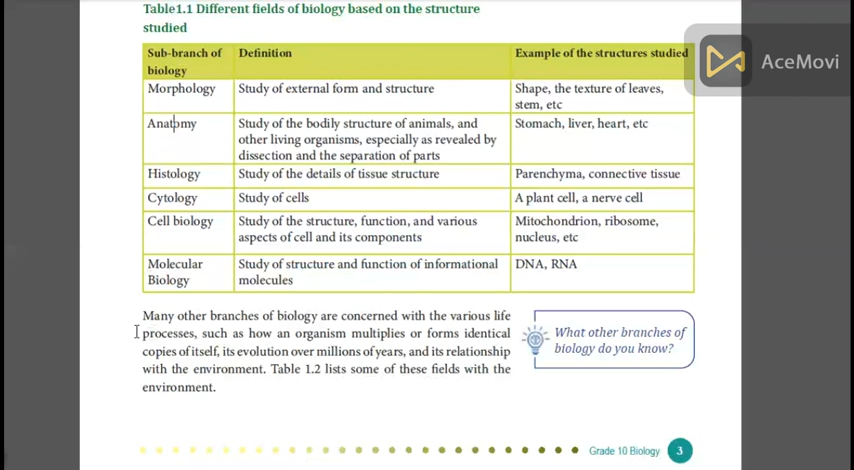 Table1.1 Different fields of biology based on the structure
studied
AceMovi
Sub-branch of
biology
Definition
Example of the structures studied
Morphology
Study of external form and structure
Shape, the texture of leaves,
stem, etc
Anatomy
Study of the bodily structure of animals, and
other living organisms, especially as revealed by
dissection and the separation of parts
Stomach, liver, heart, etc
Histology
Study of the details of tissue structure
Parenchyma, connective tissue
Cytology
Study of cells
A plant cell, a nerve cell
Cell biology
Study of the structure, function, and various
aspects of cell and its components
Mitochondrion, ribosome,
nucleus, etc
Molecular
Biology
Study of structure and function of informational
molecules
DNA, RNA
Many other branches of biology are concerned with the various life
processes, such as how an organism multiplies or forms identical
copies of itself, its evolution over millions of years, and its relationship
with the environment. Table 1.2 lists some of these fields with the
environment.
What other branches of
biology do you know?
Grade 10 Biology 3